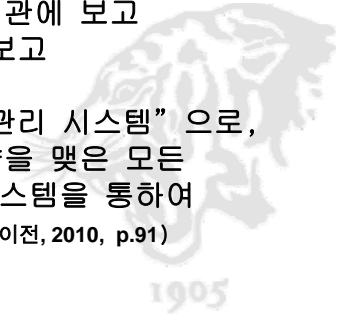 관에 보고
보고
관리 시스템” 으로,
을 맺은 모든
스템을 통하여
이전, 2010, p.91)
1905